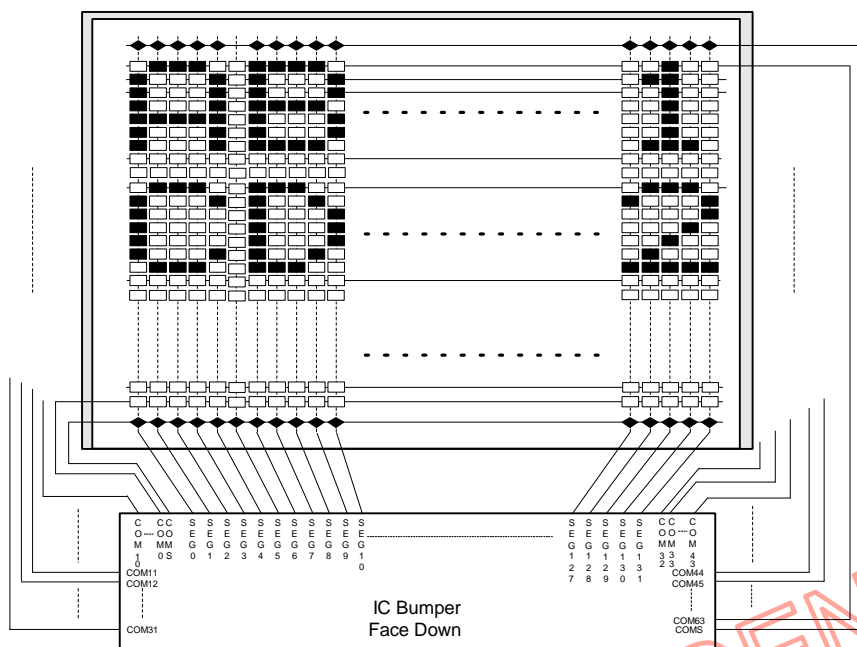 COM10 COM0 COMS SEG0 SEG1 SEG2 SEG3 SEG4 SEG5 SEG6 SEG7 SEG8 SEG9 SEG10 SEG127 SEG128 SEG129 SEG130 SEG131 COM32 COM33 COM43
COM11 COM44
COM12 COM45
IC Bumper COM63
COM31 Face Down COMS